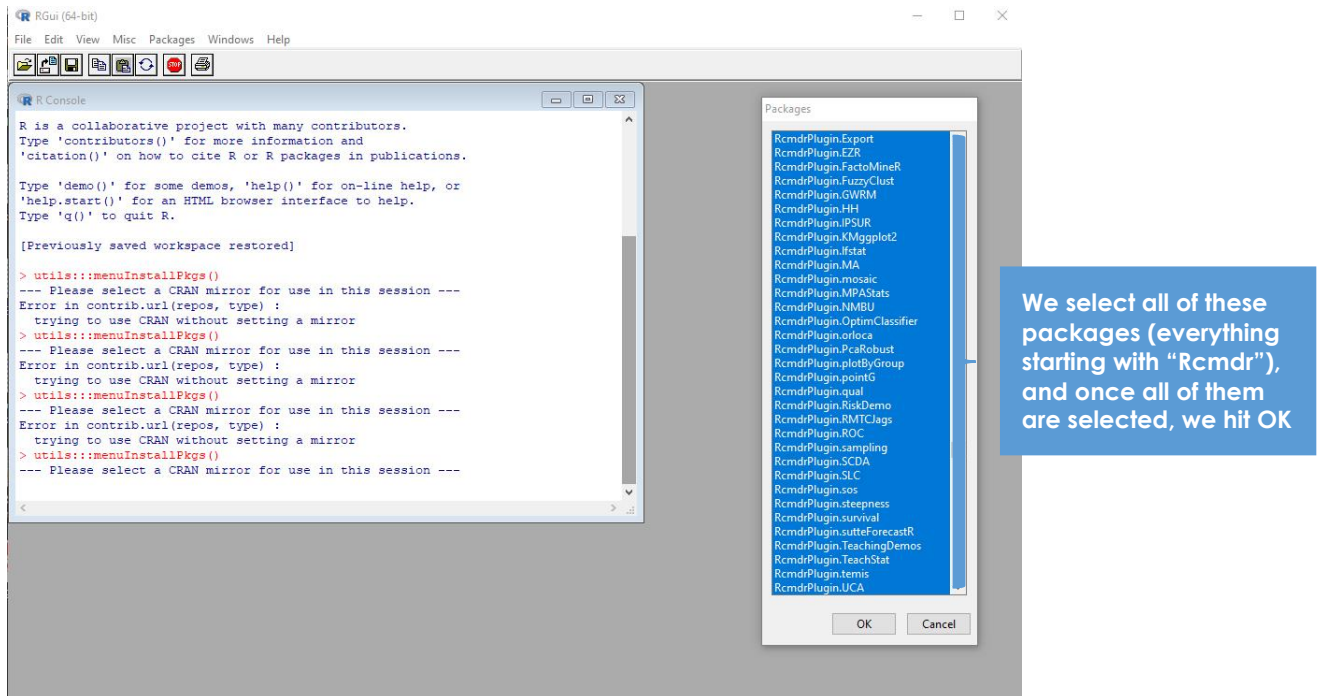 RGui (64-bit)
File Edit View Misc Packages Windows Help
STOP
R Console
R is a collaborative project with many contributors.
Type 'contributors()' for more information and
'citation()' on how to cite R or R packages in publications.
Type 'demo()' for some demos, 'help()' for on-line help, or
'help.start()' for an HTML browser interface to help.
Type 'q()' to quit R.
[Previously saved workspace restored]
> utils:::menuInstallPkgs()
--- Please select a CRAN mirror for use in this session ---
Error in contrib.url(repos, type) :
trying to use CRAN without setting a mirror
> utils:::menuInstallPkgs()
--- Please select a CRAN mirror for use in this session ---
Error in contrib.url(repos, type) :
trying to use CRAN without setting a mirror
> utils:::menuInstallPkgs()
--- Please select a CRAN mirror for use in this session ---
Error in contrib.url(repos, type) :
trying to use CRAN without setting a mirror
> utils:::menuInstallPkgs()
--- Please select a CRAN mirror for use in this session ---
Packages
RcmdrPlugin.Export
RcmdrPlugin.EZR
RcmdrPlugin.FactoMineR
RcmdrPlugin.FuzzyClust
RcmdrPlugin.GWRM
RcmdrPlugin.HH
RcmdrPlugin.IPSUR
RcmdrPlugin.KMggplot2
RcmdrPlugin.lfstat
RcmdrPlugin.MA
RcmdrPlugin.mosaic
RcmdrPlugin.MPAStats
RcmdrPlugin.NMBU
RcmdrPlugin.OptimClassifier
RcmdrPlugin.orloca
RcmdrPlugin.PcaRobust
RcmdrPlugin.plotByGroup
RcmdrPlugin.pointG
RcmdrPlugin.qual
RcmdrPlugin.RiskDemo
RcmdrPlugin.RMTCJags
RcmdrPlugin.ROC
RcmdrPlugin.sampling
RcmdrPlugin.SCDA
RcmdrPlugin.SLC
RcmdrPlugin.sos
RcmdrPlugin.steepness
RcmdrPlugin.survival
RcmdrPlugin.sutteForecastR
RcmdrPlugin.TeachingDemos
RcmdrPlugin.TeachStat
RcmdrPlugin.temis
RcmdrPlugin.UCA
OK Cancel
We select all of these
packages (everything
starting with “Rcmdr”),
and once all of them
are selected, we hit OK